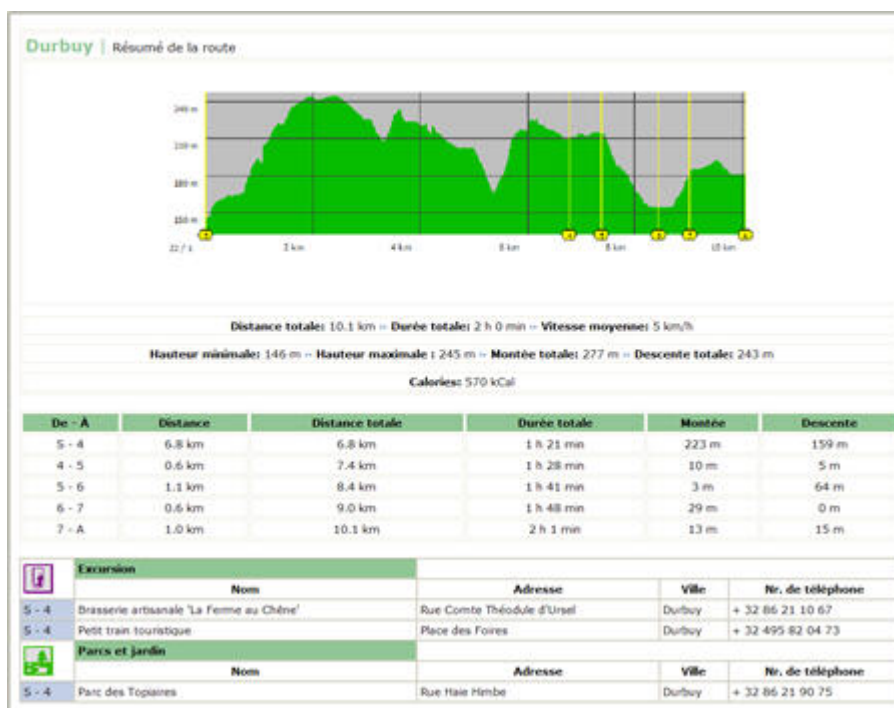 Durbuy | Résumé de la route
240 m
210 m
180 m
150 m
2 km
4 km
6 km
8 km
10 km
Distance totale: 10.1 km - Durée totale: 2 h 0 min - Vitesse moyenne: 5 km/h
Hauteur minimale: 146 m - Hauteur maximale : 245 m - Montée totale: 277 m - Descente totale: 243 m
Calories: 570 kCal
De - À Distance Distance totale Durée totale Montée Descente
S - 4 6.8 km 6.8 km 1 h 21 min 223 m 159 m
4 - 5 0.6 km 7.4 km 1 h 28 min 10 m 5 m
5 - 6 1.1 km 8.4 km 1 h 41 min 3 m 64 m
6 - 7 0.6 km 9.0 km 1 h 48 min 29 m 0 m
7 - A 1.0 km 10.1 km 2 h 1 min 13 m 15 m
Excursion
Nom Adresse Ville Nr. de téléphone
S - 4 Brasserie artisanale 'La Ferme au Chêne' Rue Comte Théodule d'Ursel Durbuy + 32 86 21 10 67
S - 4 Petit train touristique Place des Foires Durbuy + 32 495 82 04 73
Parcs et jardin
Nom Adresse Ville Nr. de téléphone
S - 4 Parc des Topiaires Rue Haie Himbe Durbuy + 32 86 21 90 75